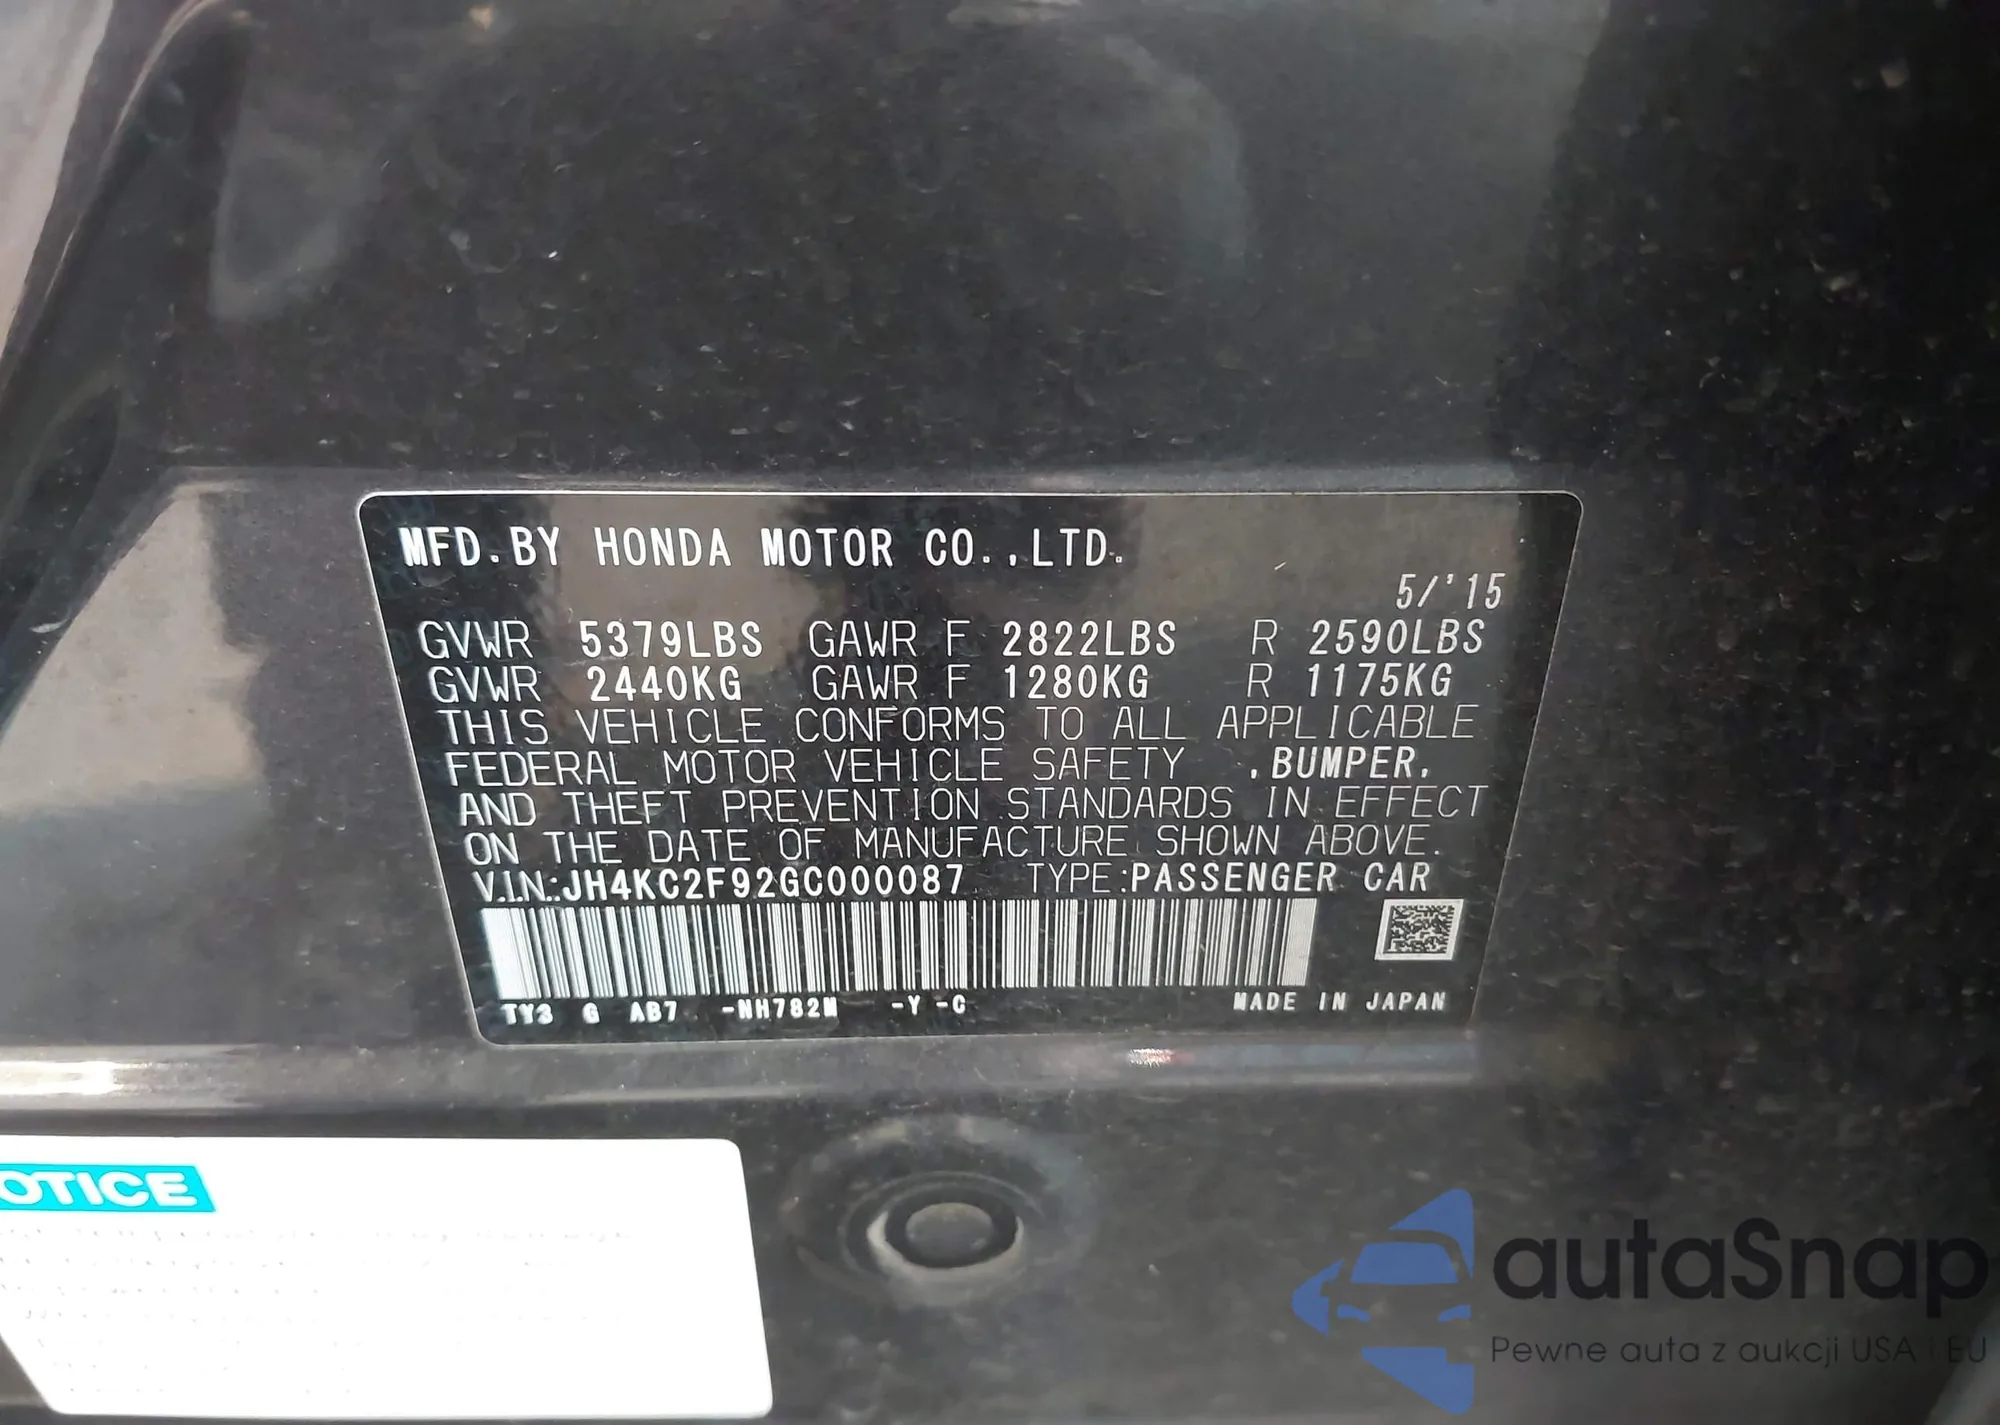 MFD.BY HONDA MOTOR CO.,LTD.
5/'15
GVWR 5379LBS GAWR F 2822LBS R 2590LBS
GVWR 2440KG GAWR F 1280KG R 1175KG
THIS VEHICLE CONFORMS TO ALL APPLICABLE
FEDERAL MOTOR VEHICLE SAFETY ,BUMPER,
AND THEFT PREVENTION STANDARDS IN EFFECT
ON THE DATE OF MANUFACTURE SHOWN ABOVE.
V.I.N.:JH4KC2F92GC000087 TYPE:PASSENGER CAR
TY3 G AB7 -NH782M -Y -C MADE IN JAPAN
OTICE
autaSnap
Pewne auta z aukcji USA i EU